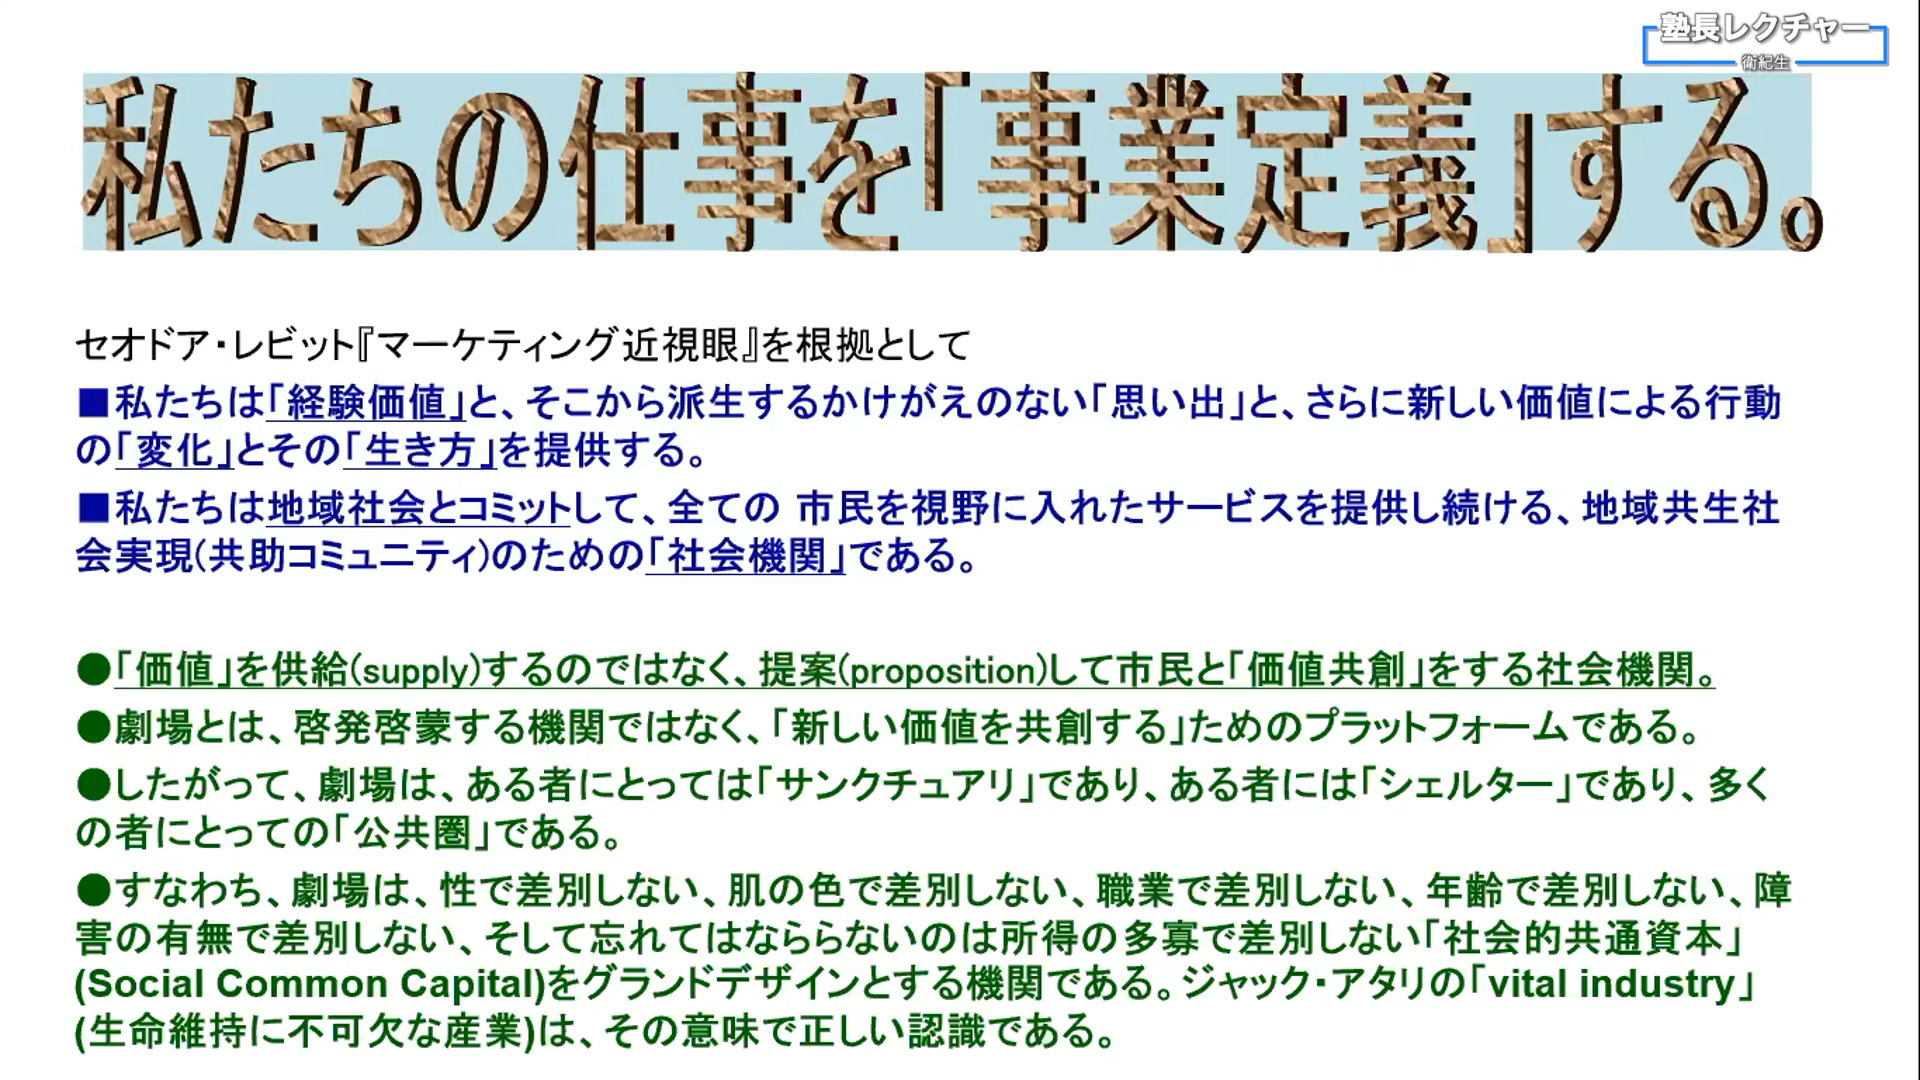 塾長レクチャー
衛紀生
私たちの仕事を「事業定義」する。
セオドア・レビット『マーケティング近視眼』を根拠として
■私たちは「経験価値」と、そこから派生するかけがえのない「思い出」と、さらに新しい価値による行動
の「変化」とその「生き方」を提供する。
■私たちは地域社会とコミットして、全ての 市民を視野に入れたサービスを提供し続ける、地域共生社
会実現(共助コミュニティ)のための「社会機関」である。
●「価値」を供給(supply)するのではなく、提案(proposition)して市民と「価値共創」をする社会機関。
●劇場とは、啓発啓蒙する機関ではなく、「新しい価値を共創する」ためのプラットフォームである。
●したがって、劇場は、ある者にとっては「サンクチュアリ」であり、ある者には「シェルター」であり、多く
の者にとっての「公共圏」である。
●すなわち、劇場は、性で差別しない、肌の色で差別しない、職業で差別しない、年齢で差別しない、障
害の有無で差別しない、そして忘れてはなららないのは所得の多寡で差別しない「社会的共通資本」
(Social Common Capital)をグランドデザインとする機関である。ジャック・アタリの「vital industry」
(生命維持に不可欠な産業)は、その意味で正しい認識である。